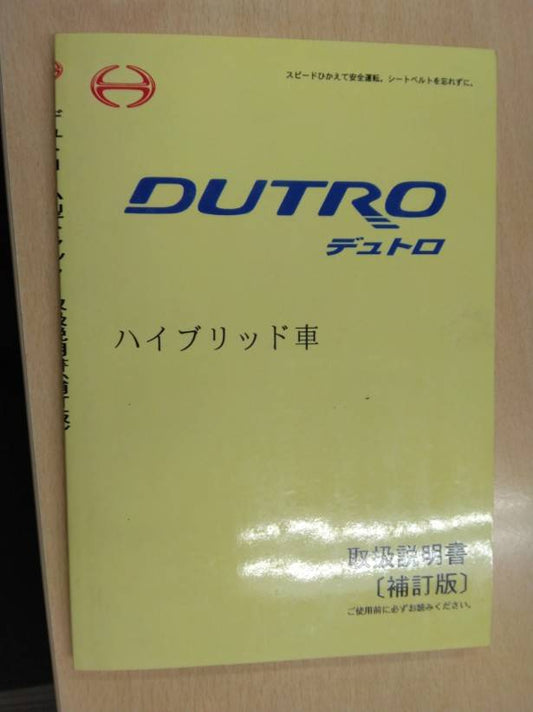 スピードひかえて安全運転。シートベルトを忘れずに。
DUTRO
デュトロ
ハイブリッド車
取扱説明書
〔補訂版〕
ご使用前に必ずお読みください。